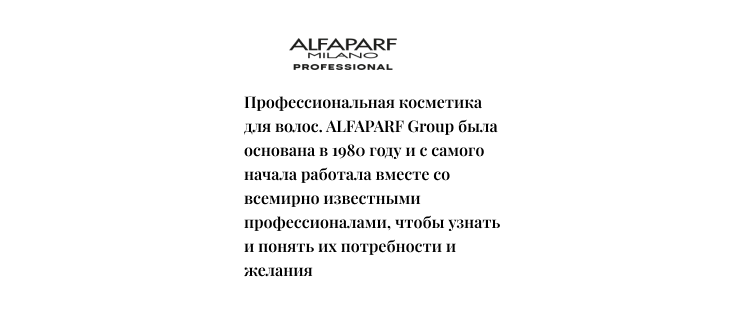 ALFAPARF
MILANO
PROFESSIONAL
Профессиональная косметика
для волос. ALFAPARF Group была
основана в 1980 году и с самого
начала работала вместе со
всемирно известными
профессионалами, чтобы узнать
и понять их потребности и
желания